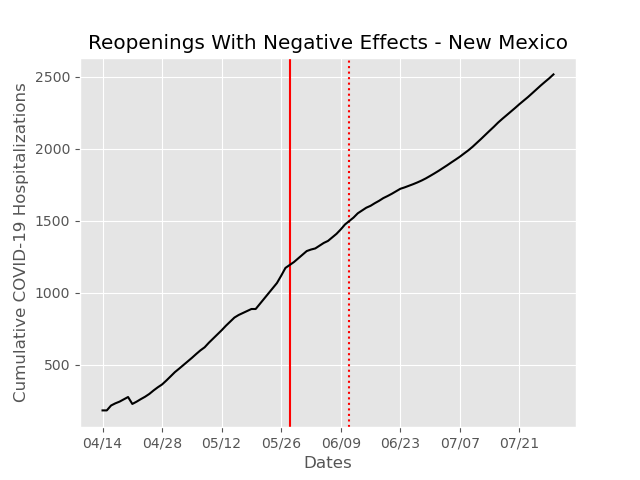 Reopenings With Negative Effects - New Mexico
Cumulative COVID-19 Hospitalizations
2500
2000
1500
1000
500
04/14 04/28 05/12 05/26 06/09 06/23 07/07 07/21
Dates